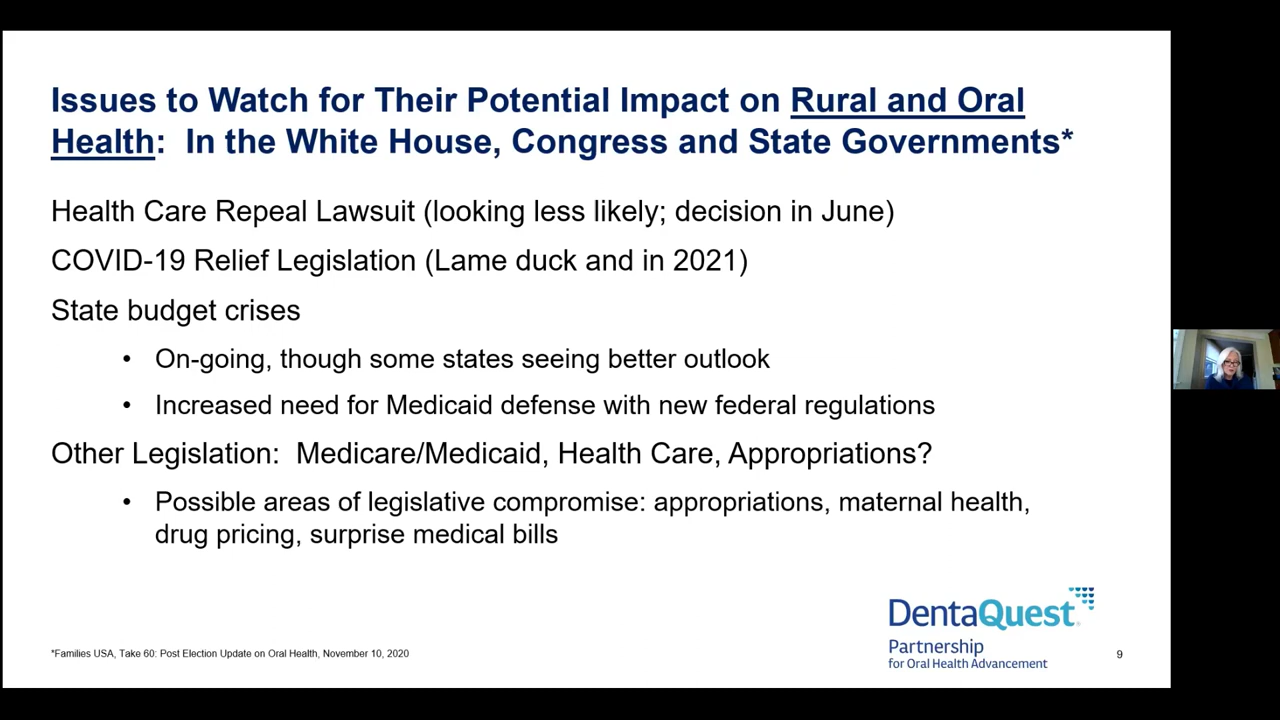 Issues to Watch for Their Potential Impact on Rural and Oral
Health:  In the White House, Congress and State Governments*
Health Care Repeal Lawsuit (looking less likely; decision in June)
COVID-19 Relief Legislation (Lame duck and in 2021)
State budget crises
• On-going, though some states seeing better outlook
• Increased need for Medicaid defense with new federal regulations
Other Legislation:  Medicare/Medicaid, Health Care, Appropriations?
• Possible areas of legislative compromise: appropriations, maternal health,
drug pricing, surprise medical bills
DentaQuest®
Partnership
for Oral Health Advancement
*Families USA, Take 60: Post Election Update on Oral Health, November 10, 2020
9